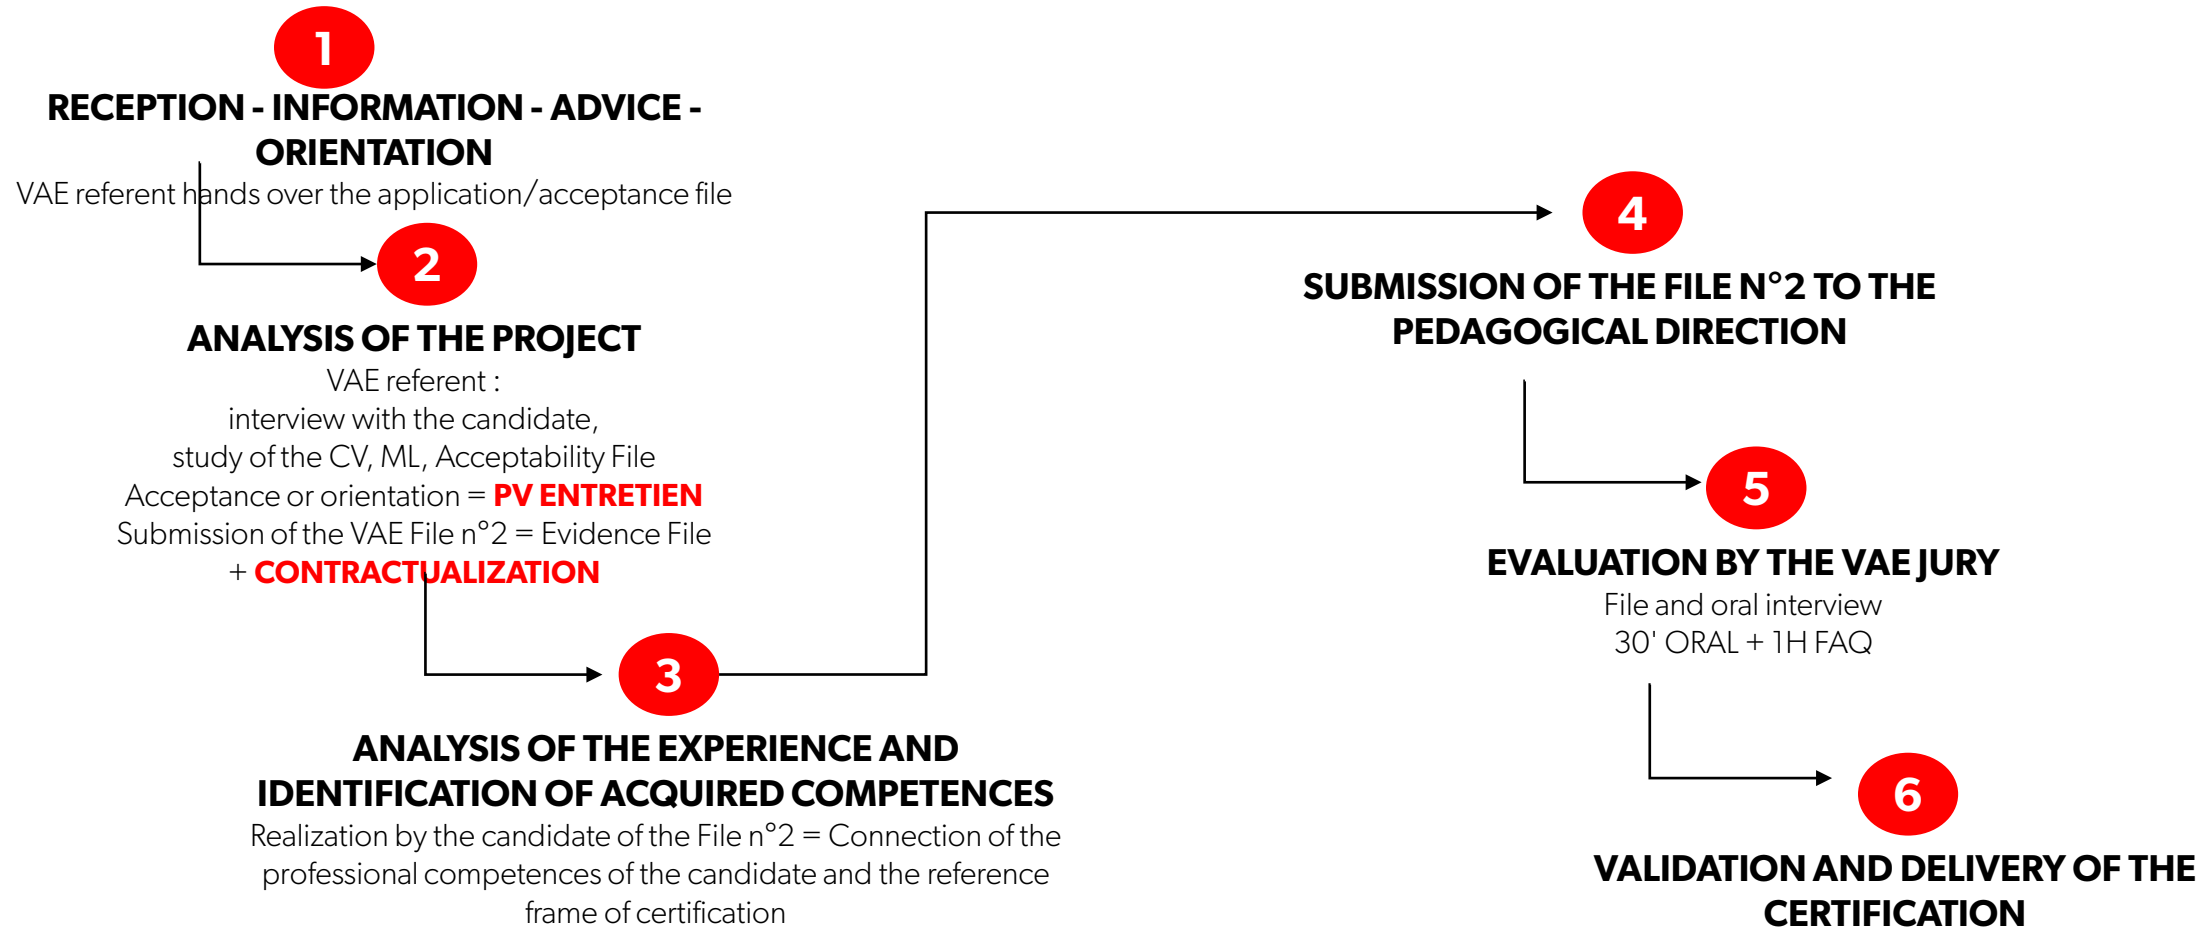 1
RECEPTION - INFORMATION - ADVICE -
ORIENTATION
VAE referent hands over the application/acceptance file
2
ANALYSIS OF THE PROJECT
VAE referent :
interview with the candidate,
study of the CV, ML, Acceptability File
Acceptance or orientation = PV ENTRETIEN
Submission of the VAE File n°2 = Evidence File
+ CONTRACTUALIZATION
3
ANALYSIS OF THE EXPERIENCE AND
IDENTIFICATION OF ACQUIRED COMPETENCES
Realization by the candidate of the File n°2 = Connection of the
professional competences of the candidate and the reference
frame of certification
4
SUBMISSION OF THE FILE N°2 TO THE
PEDAGOGICAL DIRECTION
5
EVALUATION BY THE VAE JURY
File and oral interview
30' ORAL + 1H FAQ
6
VALIDATION AND DELIVERY OF THE
CERTIFICATION